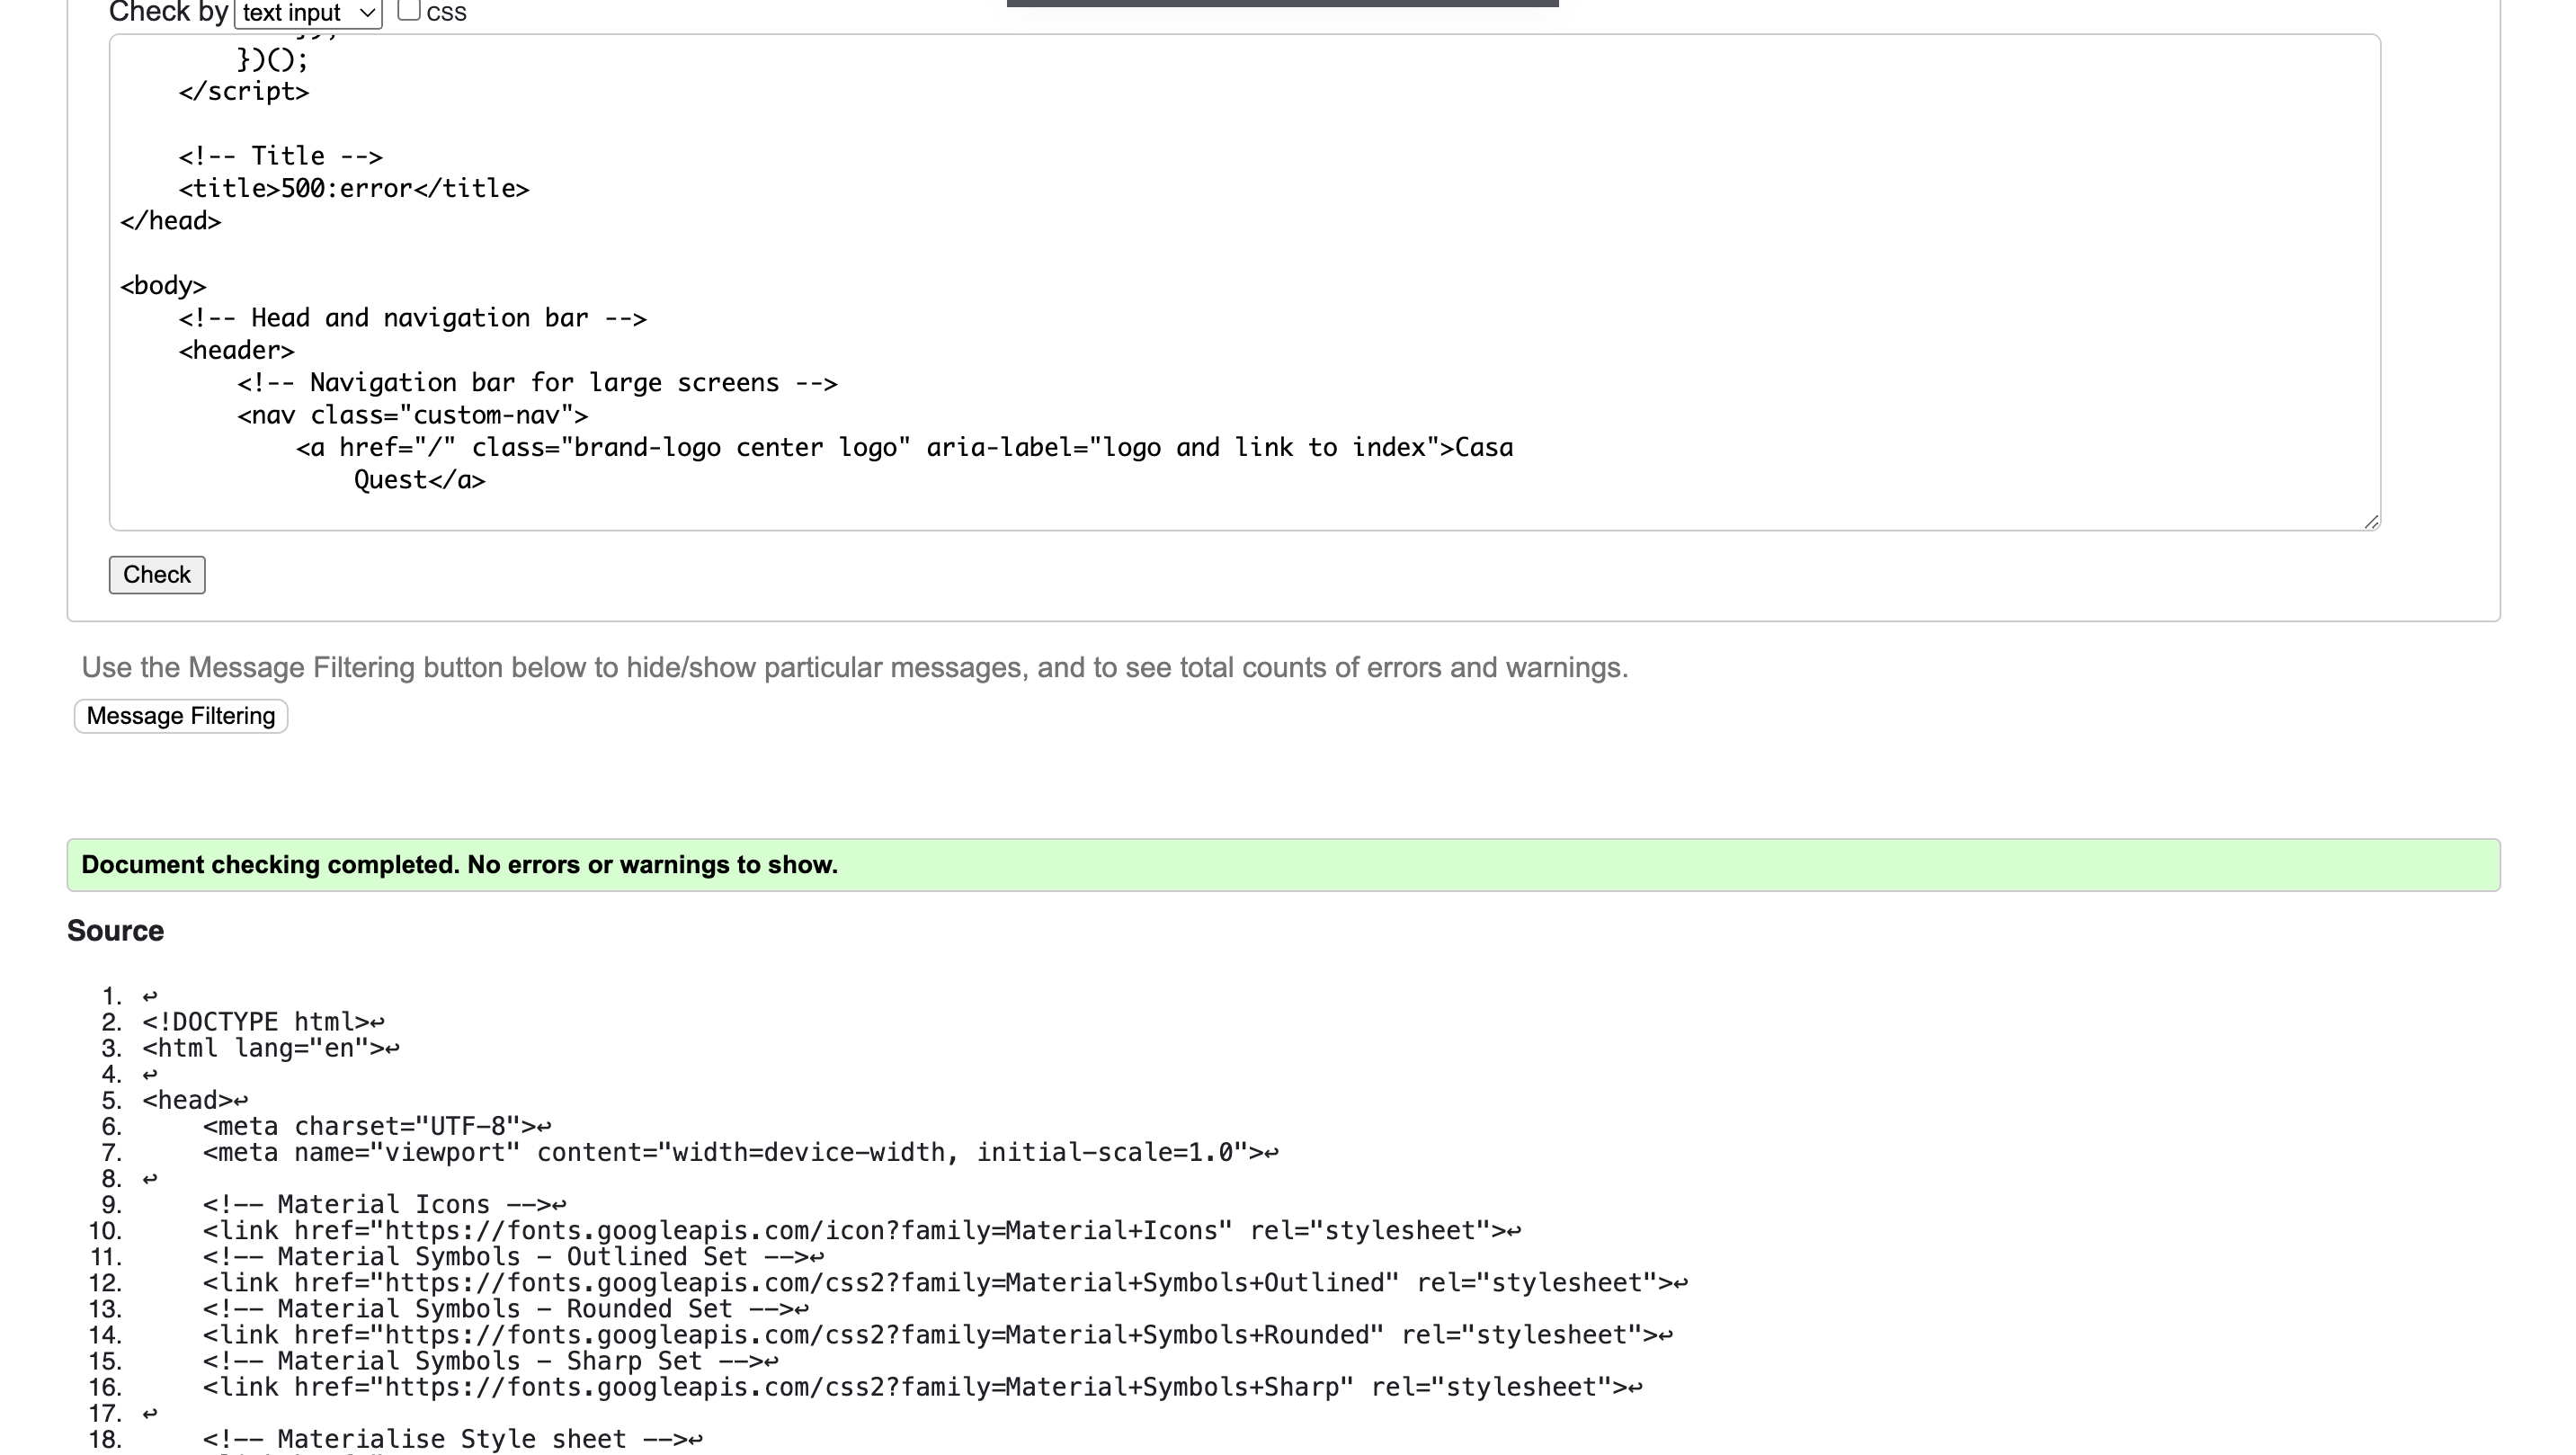 Check by text input css
})();
</script>
<!-- Title -->
<title>500:error</title>
</head>
<body>
<!-- Head and navigation bar -->
<header>
<!-- Navigation bar for large screens -->
<nav class="custom-nav">
<a href="/" class="brand-logo center logo" aria-label="logo and link to index">Casa
Quest</a>
Check
Use the Message Filtering button below to hide/show particular messages, and to see total counts of errors and warnings.
Message Filtering
Document checking completed. No errors or warnings to show.
Source
1. ↩
2. <!DOCTYPE html>↩
3. <html lang="en">↩
4. ↩
5. <head>↩
6. <meta charset="UTF-8">↩
7. <meta name="viewport" content="width=device-width, initial-scale=1.0">↩
8. ↩
9. <!-- Material Icons -->↩
10. <link href="https://fonts.googleapis.com/icon?family=Material+Icons" rel="stylesheet">↩
11. <!-- Material Symbols - Outlined Set -->↩
12. <link href="https://fonts.googleapis.com/css2?family=Material+Symbols+Outlined" rel="stylesheet">↩
13. <!-- Material Symbols - Rounded Set -->↩
14. <link href="https://fonts.googleapis.com/css2?family=Material+Symbols+Rounded" rel="stylesheet">↩
15. <!-- Material Symbols - Sharp Set -->↩
16. <link href="https://fonts.googleapis.com/css2?family=Material+Symbols+Sharp" rel="stylesheet">↩
17. ↩
18. <!-- Materialise Style sheet -->↩